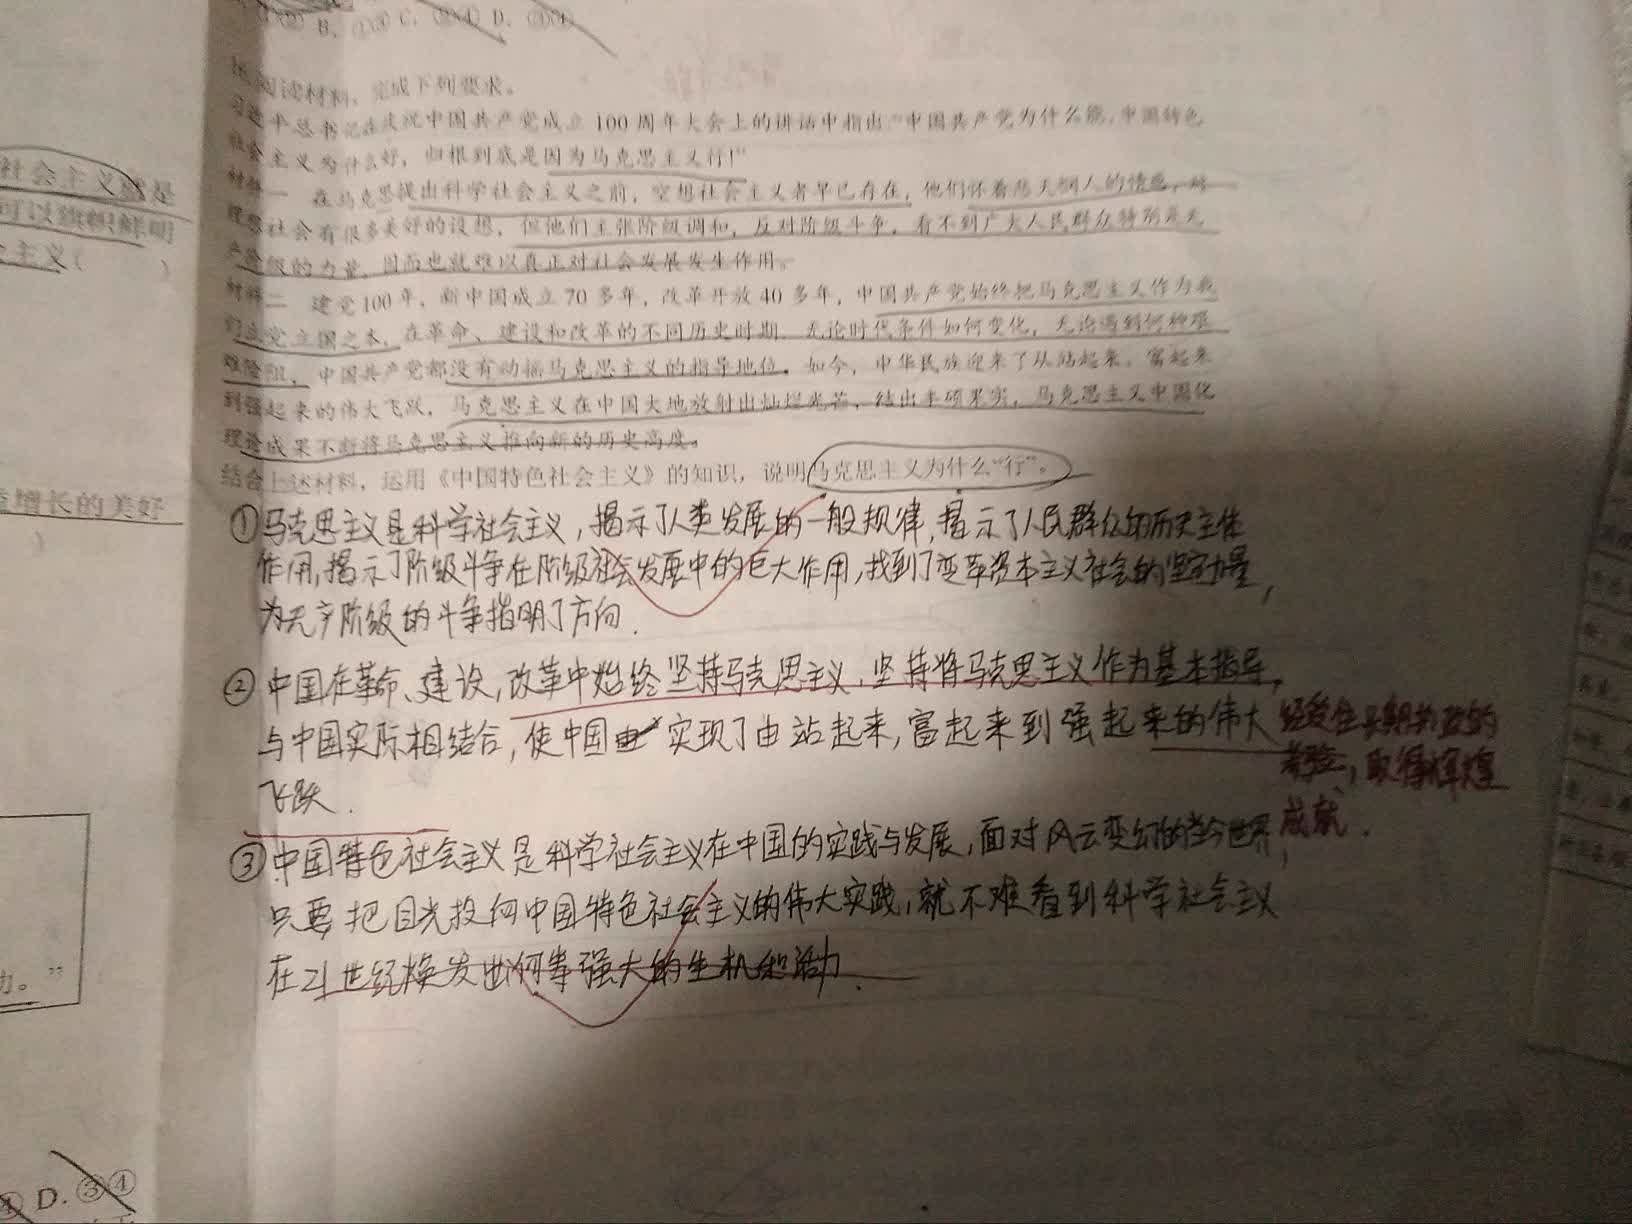 B. ①③ C. ②④ D. ③④
阅读材料，完成下列要求。
习近平总书记在庆祝中国共产党成立 100 周年大会上的讲话中指出:“中国共产党为什么能,中国特色
社会主义为什么好，归根到底是因为马克思主义行!”
材料一 在马克思提出科学社会主义之前，空想社会主义者早已存在，他们怀着悲天悯人的情感，对
理想社会有很多美好的设想，但他们主张阶级调和，反对阶级斗争，看不到广大人民群众特别是无
产阶级的力量，因而也就难以真正对社会发展发生作用。
材料二 建党100年，新中国成立70多年，改革开放40多年，中国共产党始终把马克思主义作为我
们立党立国之本，在革命、建设和改革的不同历史时期，无论时代条件如何变化，无论遇到何种艰
难险阻，中国共产党都没有动摇马克思主义的指导地位。如今，中华民族迎来了从站起来、富起来
到强起来的伟大飞跃，马克思主义在中国大地放射出灿烂光芒，结出丰硕果实，马克思主义中国化
理论成果不断将马克思主义推向新的历史高度。
结合上述材料，运用《中国特色社会主义》的知识，说明马克思主义为什么“行”。
①马克思主义是科学社会主义，揭示了人类发展的一般规律，揭示了人民群众的历史主体
作用，揭示了阶级斗争在阶级社会发展中的巨大作用，找到了变革资本主义社会的坚定力量，
为无产阶级的斗争指明了方向．
②中国在革命、建设，改革中始终坚持马克思主义，坚持将马克思主义作为基本指导，
与中国实际相结合，使中国实现了由站起来，富起来到强起来的伟大
飞跃．
经受住长期执政的
考验，取得辉煌
成就．
③中国特色社会主义是科学社会主义在中国的实践与发展，面对风云变幻的当今世界，
只要把目光投向中国特色社会主义的伟大实践，就不难看到科学社会主义
在21世纪焕发出何等强大的生机和活力．
社会主义就是
可以旗帜鲜明
主义（ ）
增长的美好
）
力。”
D. ③④